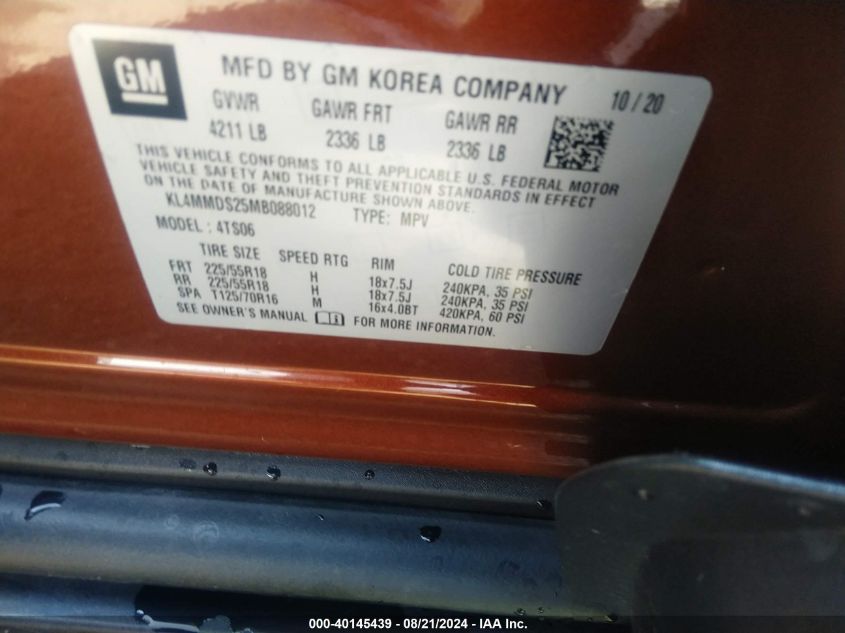 GM
MFD BY GM KOREA COMPANY 10 / 20
GVWR GAWR FRT GAWR RR
4211 LB 2336 LB 2336 LB
THIS VEHICLE CONFORMS TO ALL APPLICABLE U.S. FEDERAL MOTOR
VEHICLE SAFETY AND THEFT PREVENTION STANDARDS IN EFFECT
ON THE DATE OF MANUFACTURE SHOWN ABOVE.
KL4MMDS25MB088012 TYPE: MPV
MODEL : 4TS06
TIRE SIZE SPEED RTG RIM COLD TIRE PRESSURE
FRT 225/55R18 H 18x7.5J 240KPA, 35 PSI
RR 225/55R18 H 18x7.5J 240KPA, 35 PSI
SPA T125/70R16 M 16x4.0BT 420KPA, 60 PSI
SEE OWNER'S MANUAL FOR MORE INFORMATION.
000-40145439 - 08/21/2024 - IAA Inc.